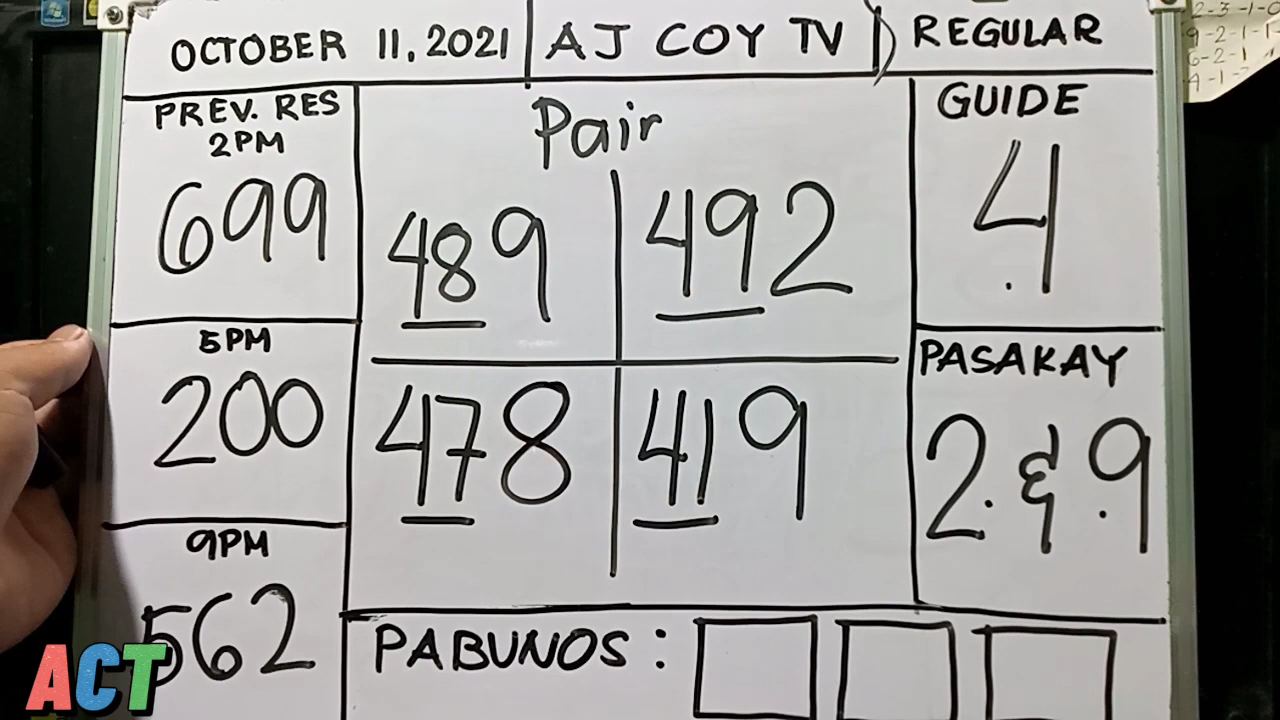 OCTOBER 11, 2021 | AJ COY TV | REGULAR
PREV. RES
2PM
699
5PM
200
9PM
562
Pair
489
492
478
419
GUIDE
4
PASAKAY
2 & 9
PABUNOS:
ACT